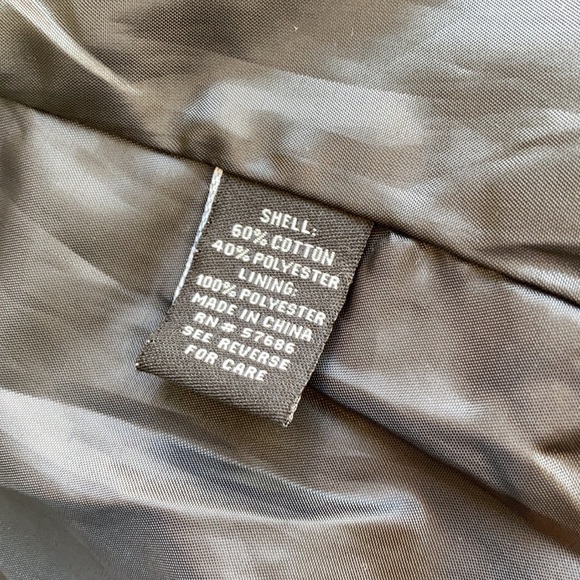 SHELL:
60% COTTON
40% POLYESTER
LINING:
100% POLYESTER
MADE IN CHINA
RN # 57686
SEE REVERSE
FOR CARE